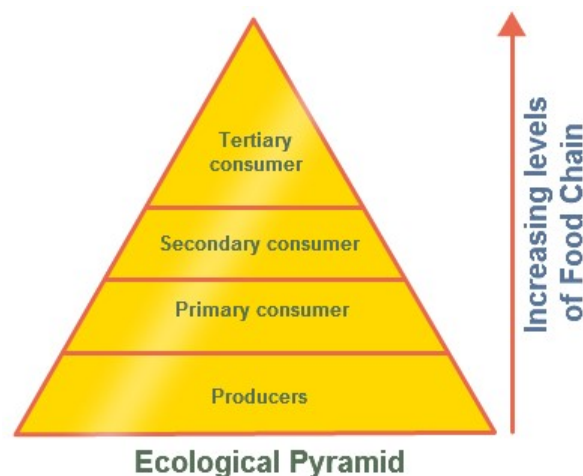 Tertiary
consumer
Secondary consumer
Primary consumer
Producers
Increasing levels
of Food Chain
Ecological Pyramid